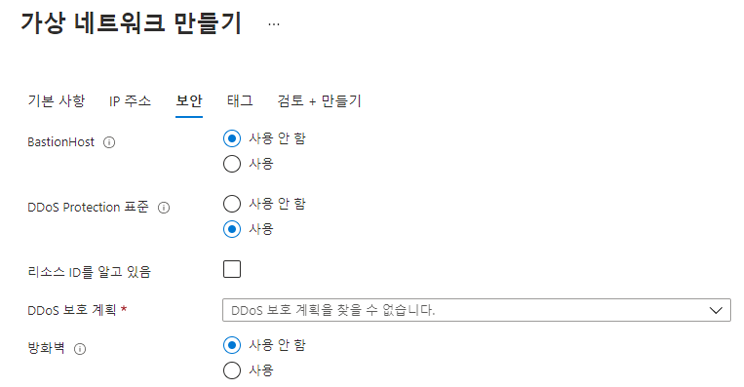 가상 네트워크 만들기 ...
기본 사항 IP 주소 보안 태그 검토 + 만들기
BastionHost 사용 안 함
사용
DDoS Protection 표준 사용 안 함
사용
리소스 ID를 알고 있음
DDoS 보호 계획 * DDoS 보호 계획을 찾을 수 없습니다.
방화벽 사용 안 함
사용